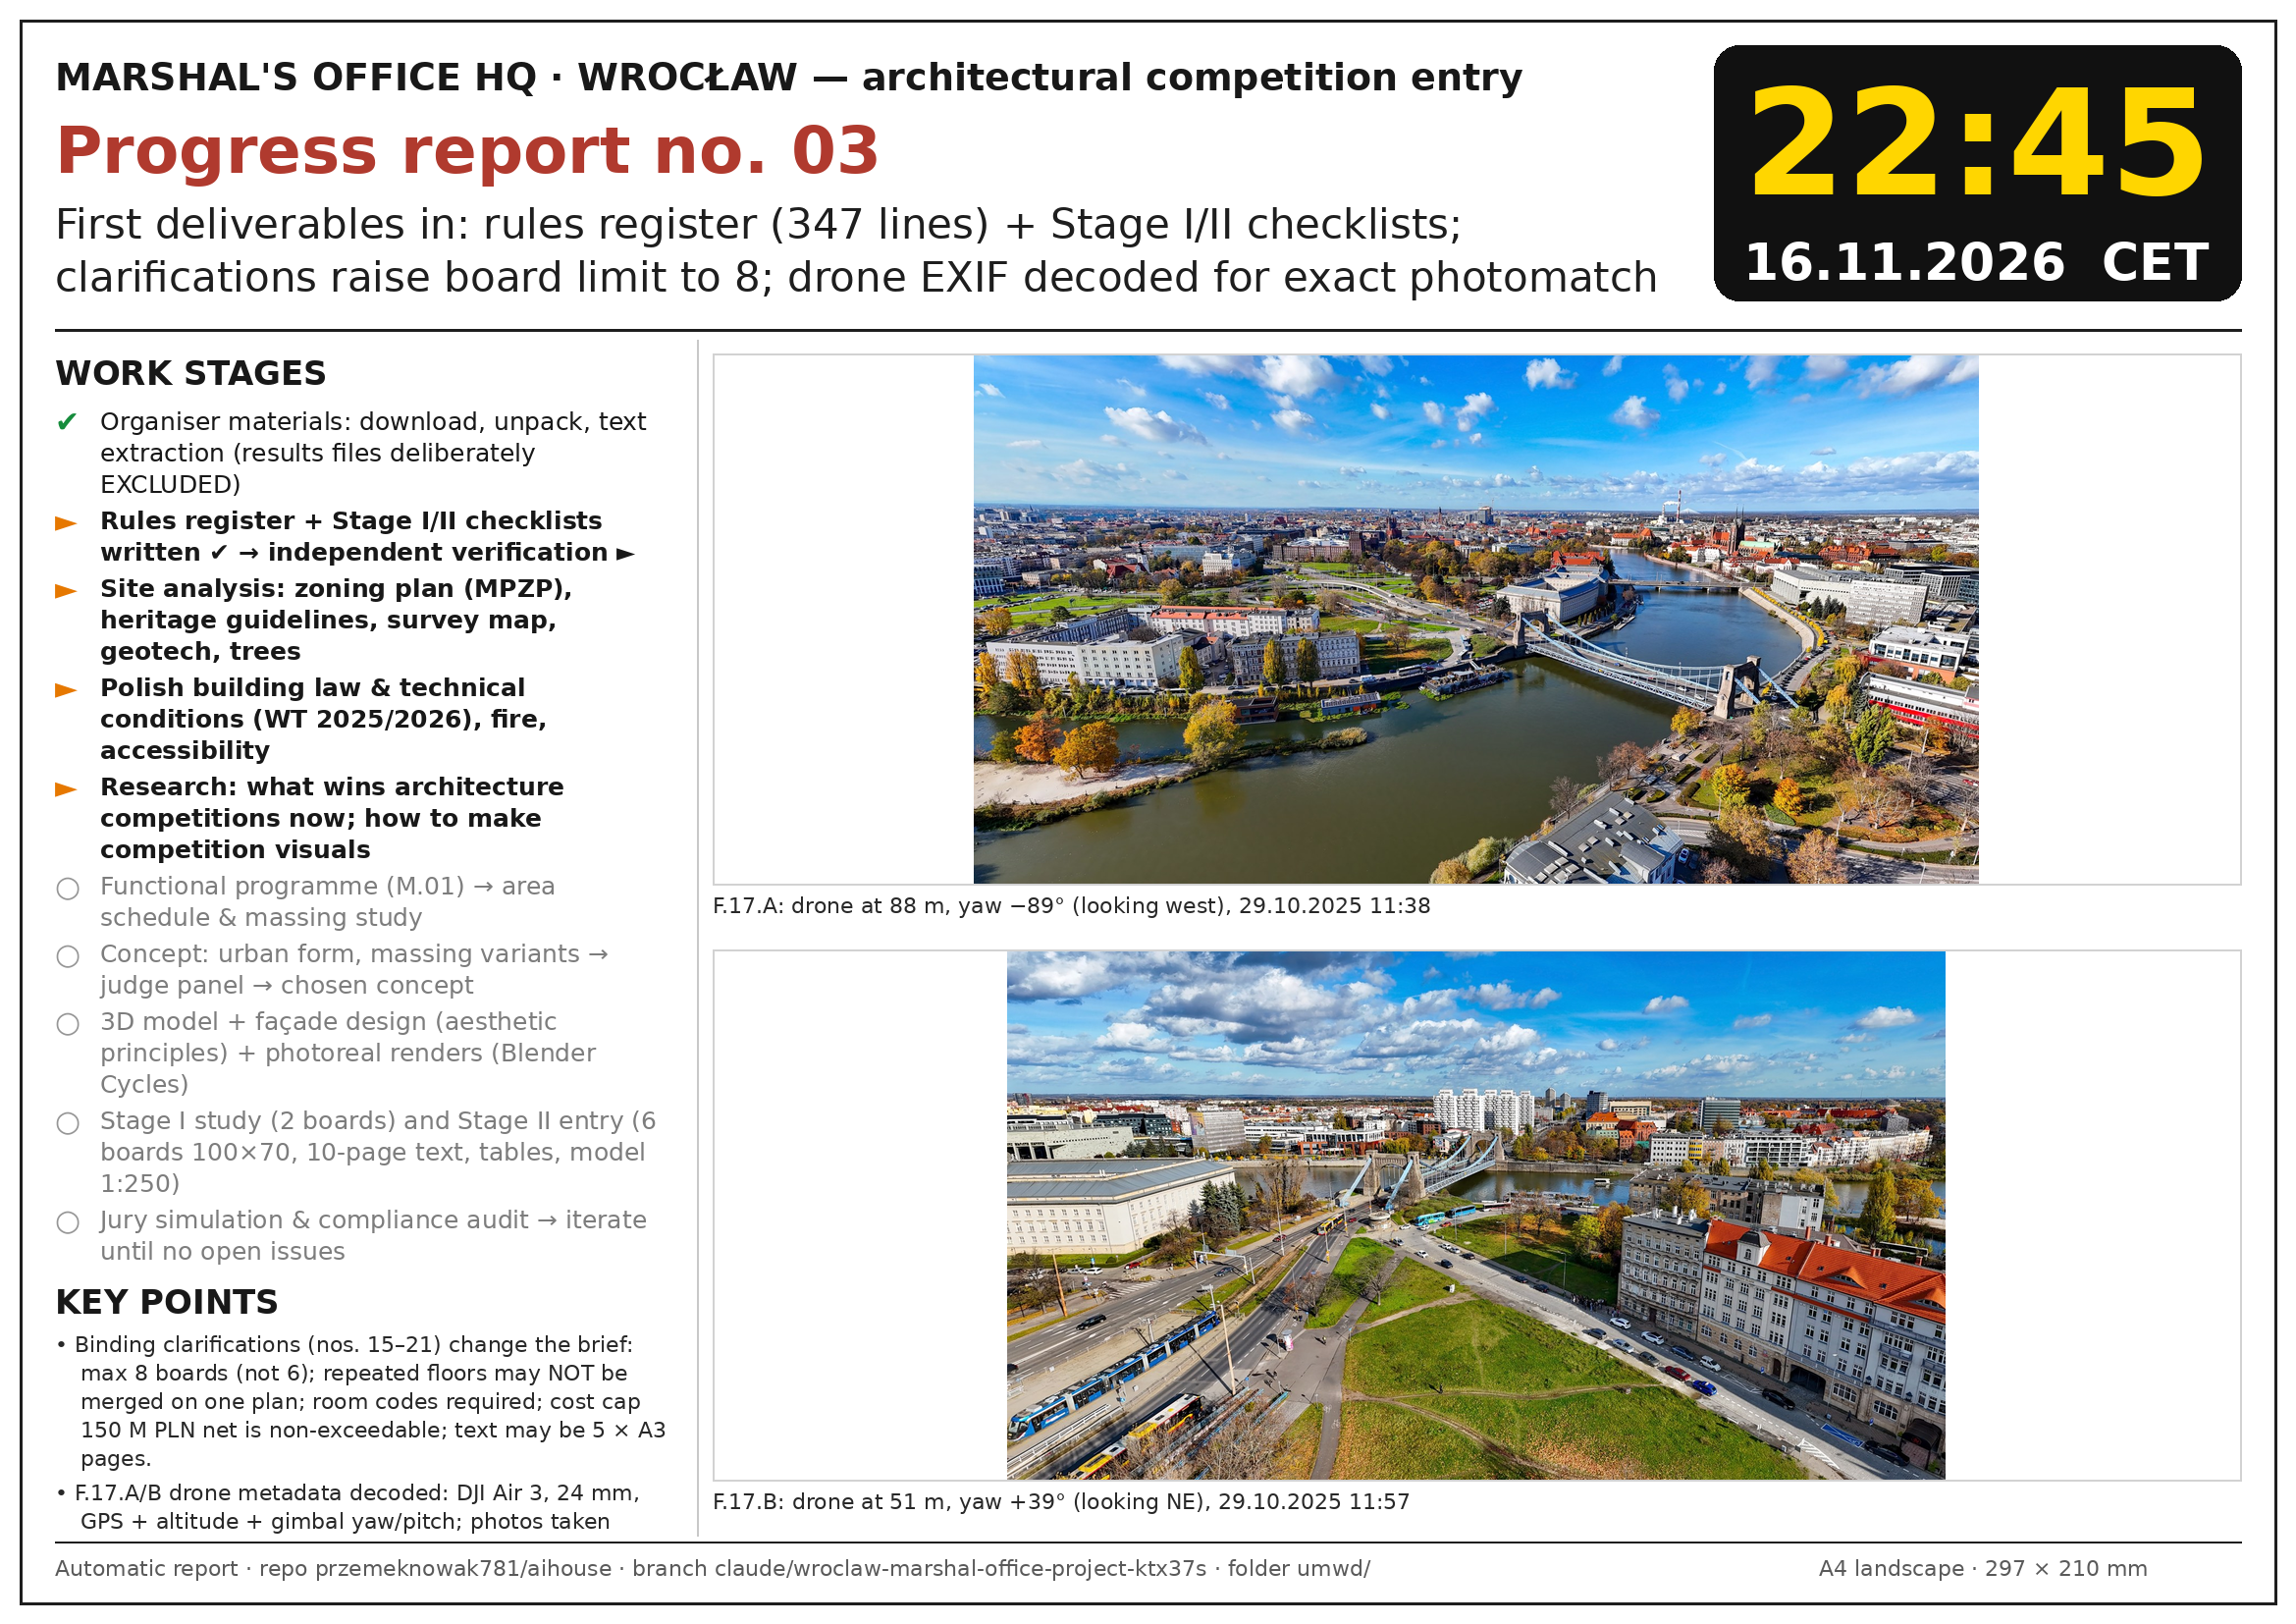 MARSHAL'S OFFICE HQ · WROCŁAW — architectural competition entry
Progress report no. 03
First deliverables in: rules register (347 lines) + Stage I/II checklists;
clarifications raise board limit to 8; drone EXIF decoded for exact photomatch
22:45
16.11.2026 CET
WORK STAGES
✔ Organiser materials: download, unpack, text
extraction (results files deliberately
EXCLUDED)
► Rules register + Stage I/II checklists
written ✔ → independent verification ►
► Site analysis: zoning plan (MPZP),
heritage guidelines, survey map,
geotech, trees
► Polish building law & technical
conditions (WT 2025/2026), fire,
accessibility
► Research: what wins architecture
competitions now; how to make
competition visuals
○ Functional programme (M.01) → area
schedule & massing study
○ Concept: urban form, massing variants →
judge panel → chosen concept
○ 3D model + façade design (aesthetic
principles) + photoreal renders (Blender
Cycles)
○ Stage I study (2 boards) and Stage II entry (6
boards 100×70, 10-page text, tables, model
1:250)
○ Jury simulation & compliance audit → iterate
until no open issues
KEY POINTS
• Binding clarifications (nos. 15–21) change the brief:
max 8 boards (not 6); repeated floors may NOT be
merged on one plan; room codes required; cost cap
150 M PLN net is non-exceedable; text may be 5 × A3
pages.
• F.17.A/B drone metadata decoded: DJI Air 3, 24 mm,
GPS + altitude + gimbal yaw/pitch; photos taken
F.17.A: drone at 88 m, yaw −89° (looking west), 29.10.2025 11:38
F.17.B: drone at 51 m, yaw +39° (looking NE), 29.10.2025 11:57
Automatic report · repo przemeknowak781/aihouse · branch claude/wroclaw-marshal-office-project-ktx37s · folder umwd/
A4 landscape · 297 × 210 mm